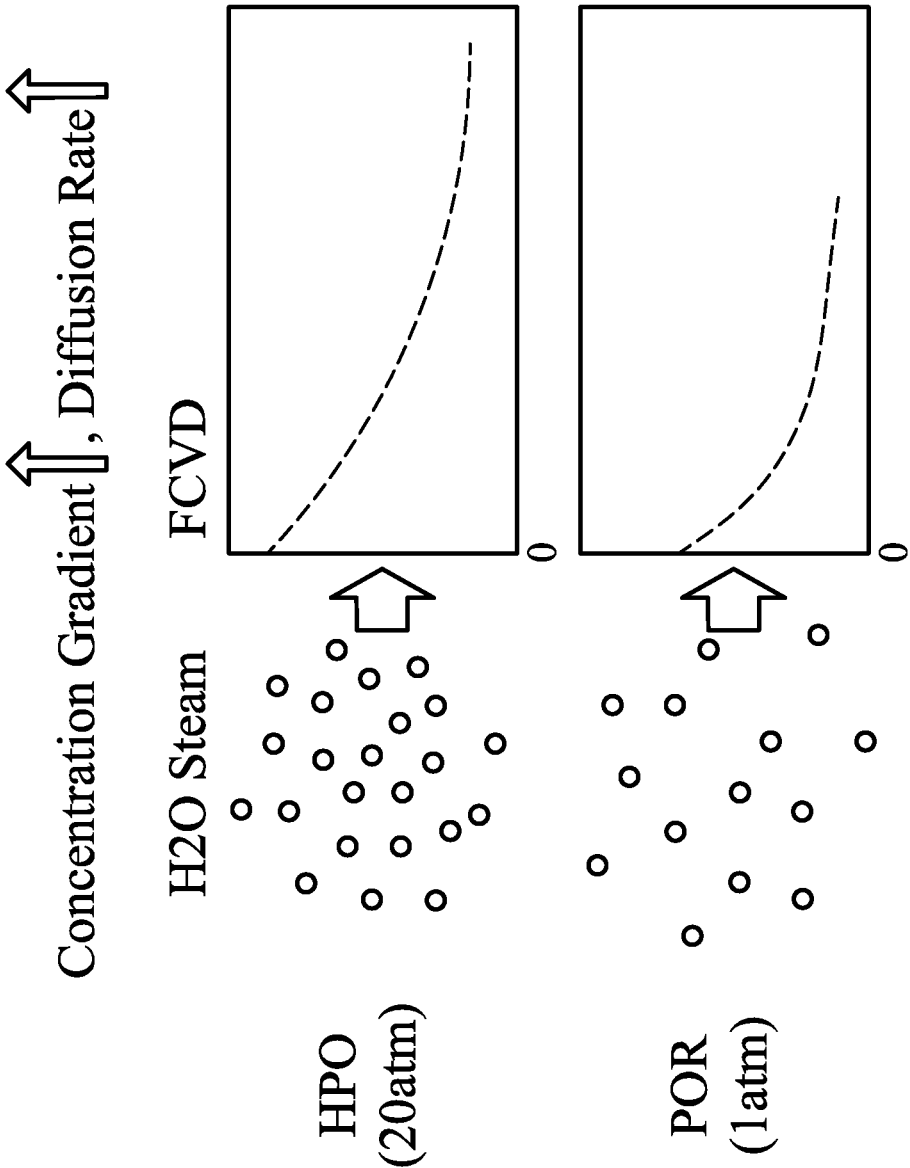 Concentration Gradient , Diffusion Rate
H2O Steam
FCVD
HPO
(20atm)
0
POR
(1atm)
0